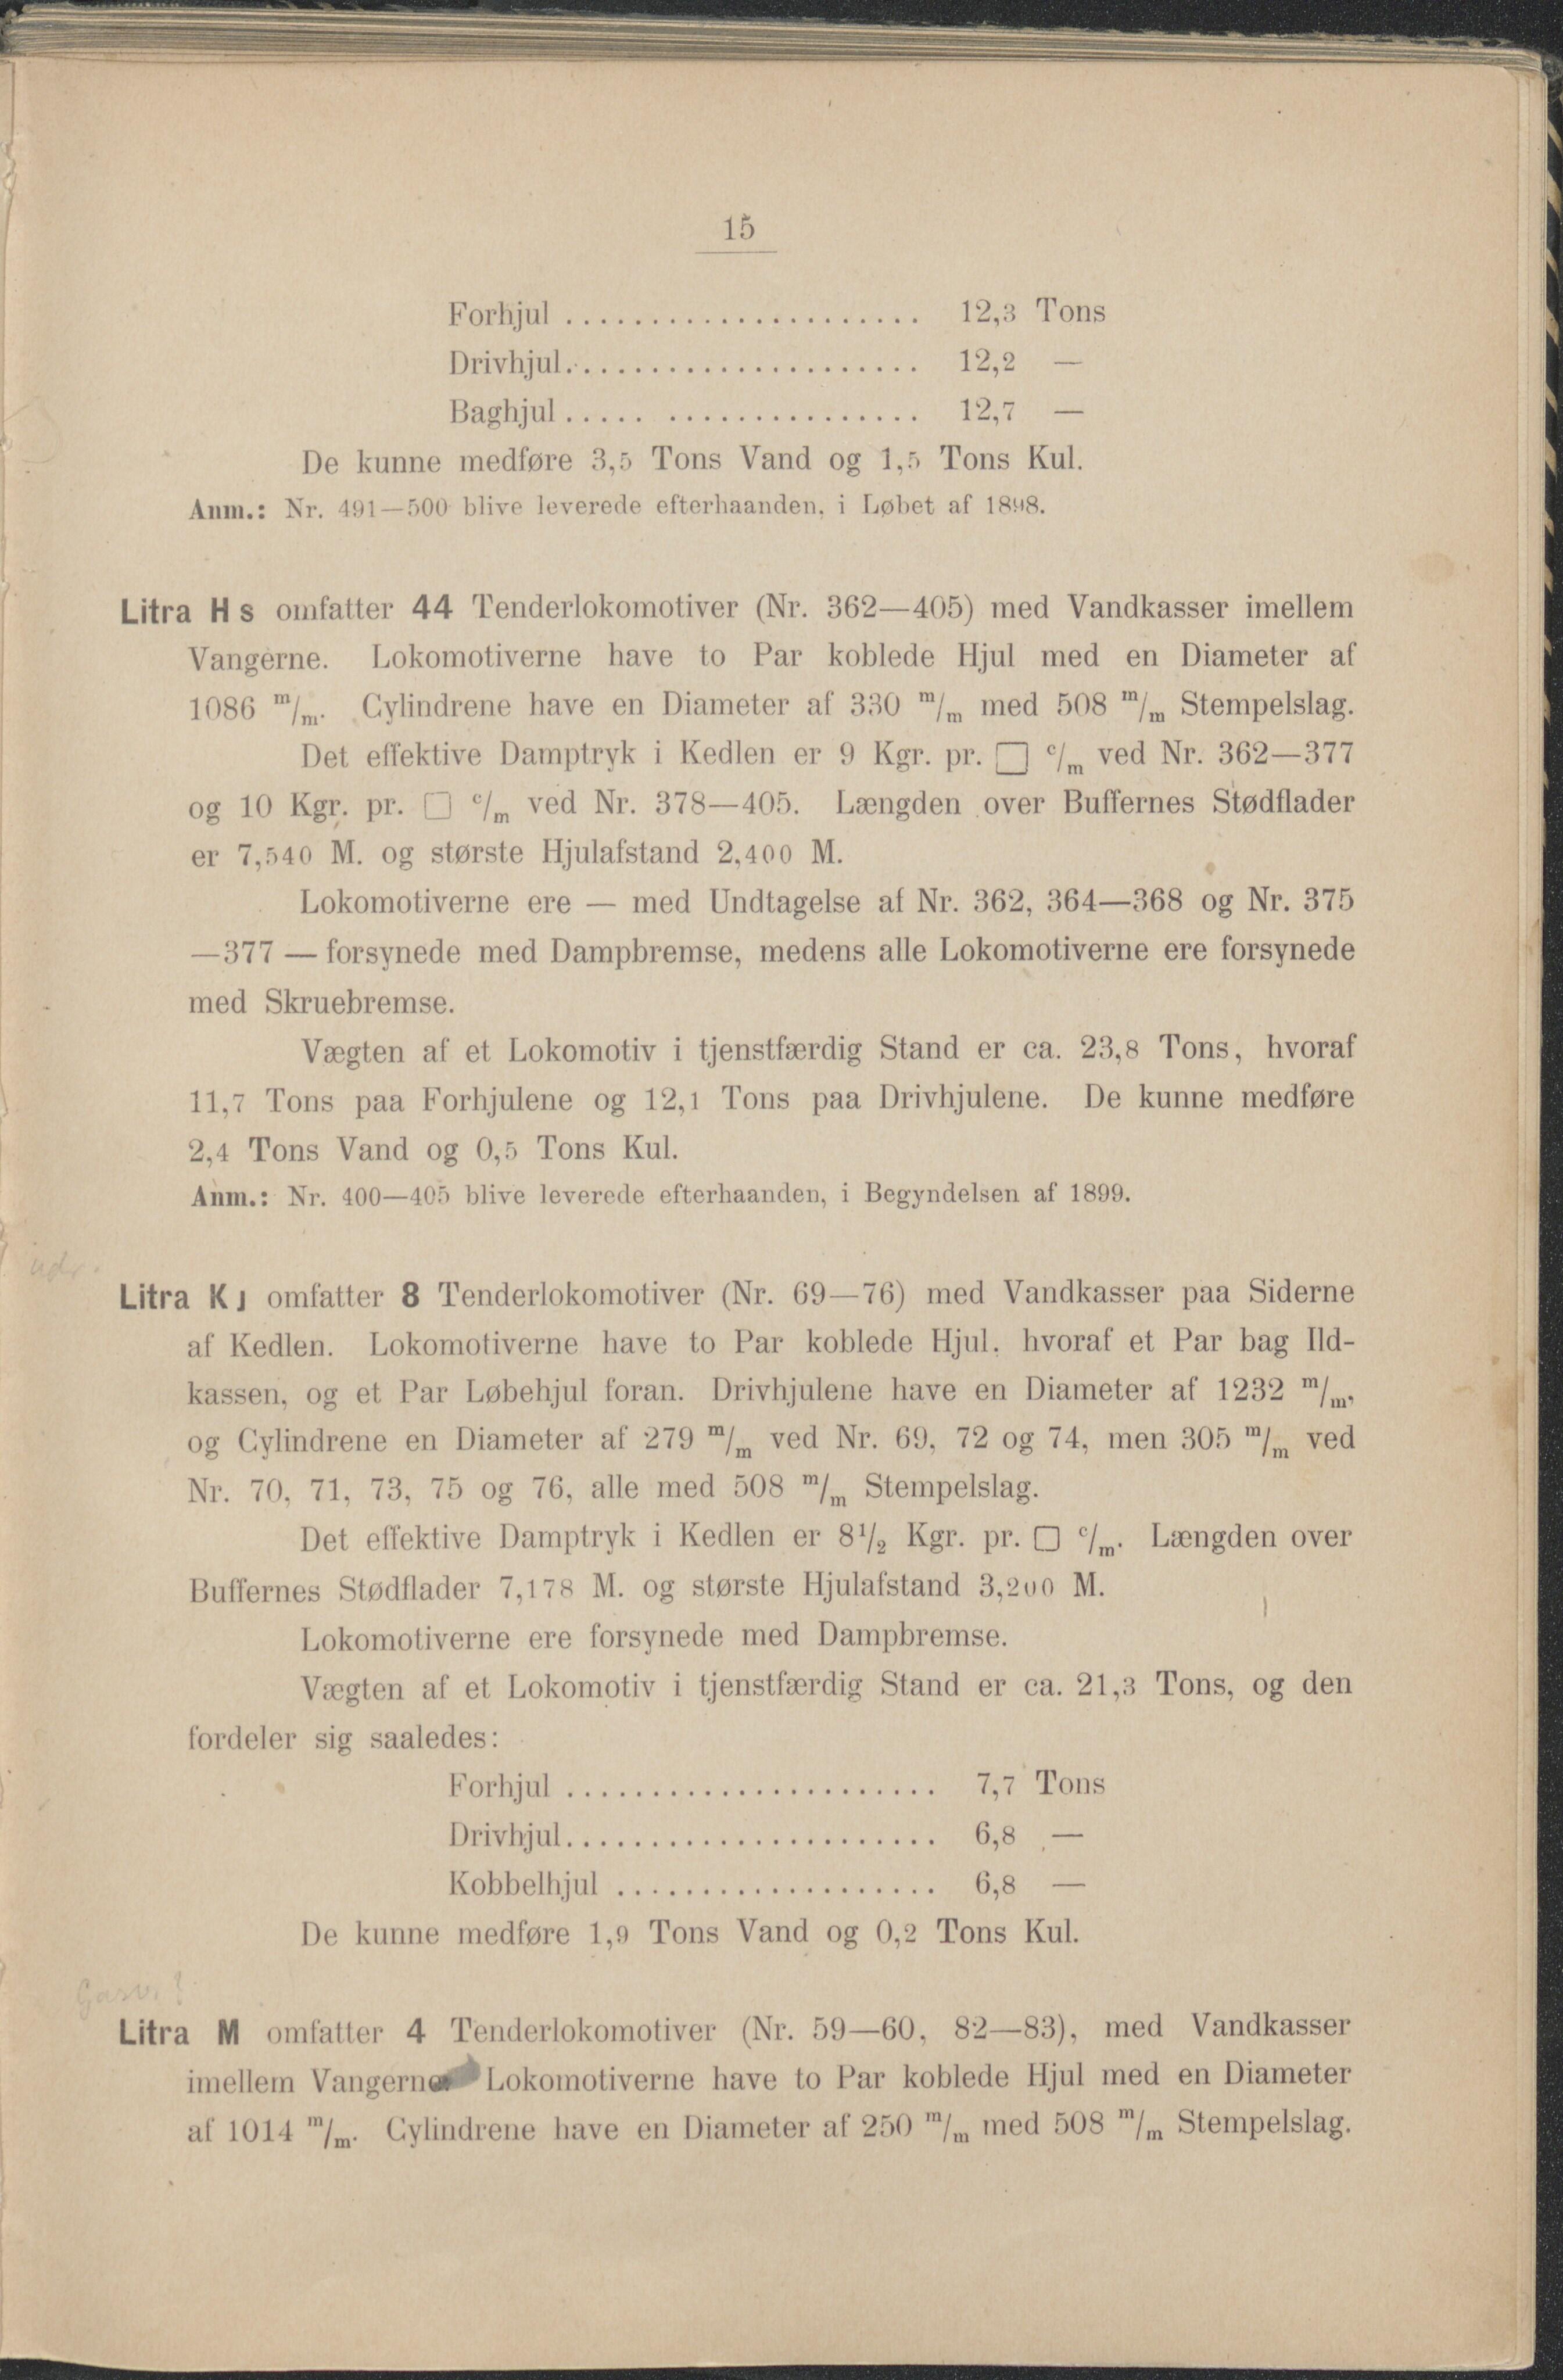 15
Forhjul ...................... 12,3 Tons
Drivhjul...................... 12,2 —
Baghjul..... ................ 12,7 —
De kunne medføre 3,5 Tons Vand og 1,5 Tons Kul.
Anm.: Nr. 491—500 blive leverede efterhaanden, i Løbet af 1898.
Litra Hs omfatter 44 Tenderlokomotiver (Nr. 362—405) med Vandkasser imellem
Vangerne. Lokomotiverne have to Par koblede Hjul med en Diameter af
1086 m/m. Cylindrene have en Diameter af 330 m/m med 508 m/m Stempelslag.
Det effektive Damptryk i Kedlen er 9 Kgr. pr. □ c/m ved Nr. 362—377
og 10 Kgr. pr. □ c/m ved Nr. 378—405. Længden over Buffernes Stødflader
er 7,540 M. og største Hjulafstand 2,400 M.
Lokomotiverne ere — med Undtagelse af Nr. 362, 364—368 og Nr. 375
—377 — forsynede med Dampbremse, medens alle Lokomotiverne ere forsynede
med Skruebremse.
Vægten af et Lokomotiv i tjenstfærdig Stand er ca. 23,8 Tons, hvoraf
11,7 Tons paa Forhjulene og 12,1 Tons paa Drivhjulene. De kunne medføre
2,4 Tons Vand og 0,5 Tons Kul.
Anm.: Nr. 400—405 blive leverede efterhaanden, i Begyndelsen af 1899.
udr.
Litra KJ omfatter 8 Tenderlokomotiver (Nr. 69—76) med Vandkasser paa Siderne
af Kedlen. Lokomotiverne have to Par koblede Hjul, hvoraf et Par bag Ild-
kassen, og et Par Løbehjul foran. Drivhjulene have en Diameter af 1232 m/m,
og Cylindrene en Diameter af 279 m/m ved Nr. 69, 72 og 74, men 305 m/m ved
Nr. 70, 71, 73, 75 og 76, alle med 508 m/m Stempelslag.
Det effektive Damptryk i Kedlen er 8 1/2 Kgr. pr. □ c/m. Længden over
Buffernes Stødflader 7,178 M. og største Hjulafstand 3,200 M.
Lokomotiverne ere forsynede med Dampbremse.
Vægten af et Lokomotiv i tjenstfærdig Stand er ca. 21,3 Tons, og den
fordeler sig saaledes:
Forhjul ....................... 7,7 Tons
Drivhjul....................... 6,8 —
Kobbelhjul .................... 6,8 —
De kunne medføre 1,9 Tons Vand og 0,2 Tons Kul.
Litra M omfatter 4 Tenderlokomotiver (Nr. 59—60, 82—83), med Vandkasser
imellem Vangerne Lokomotiverne have to Par koblede Hjul med en Diameter
af 1014 m/m. Cylindrene have en Diameter af 250 m/m med 508 m/m Stempelslag.